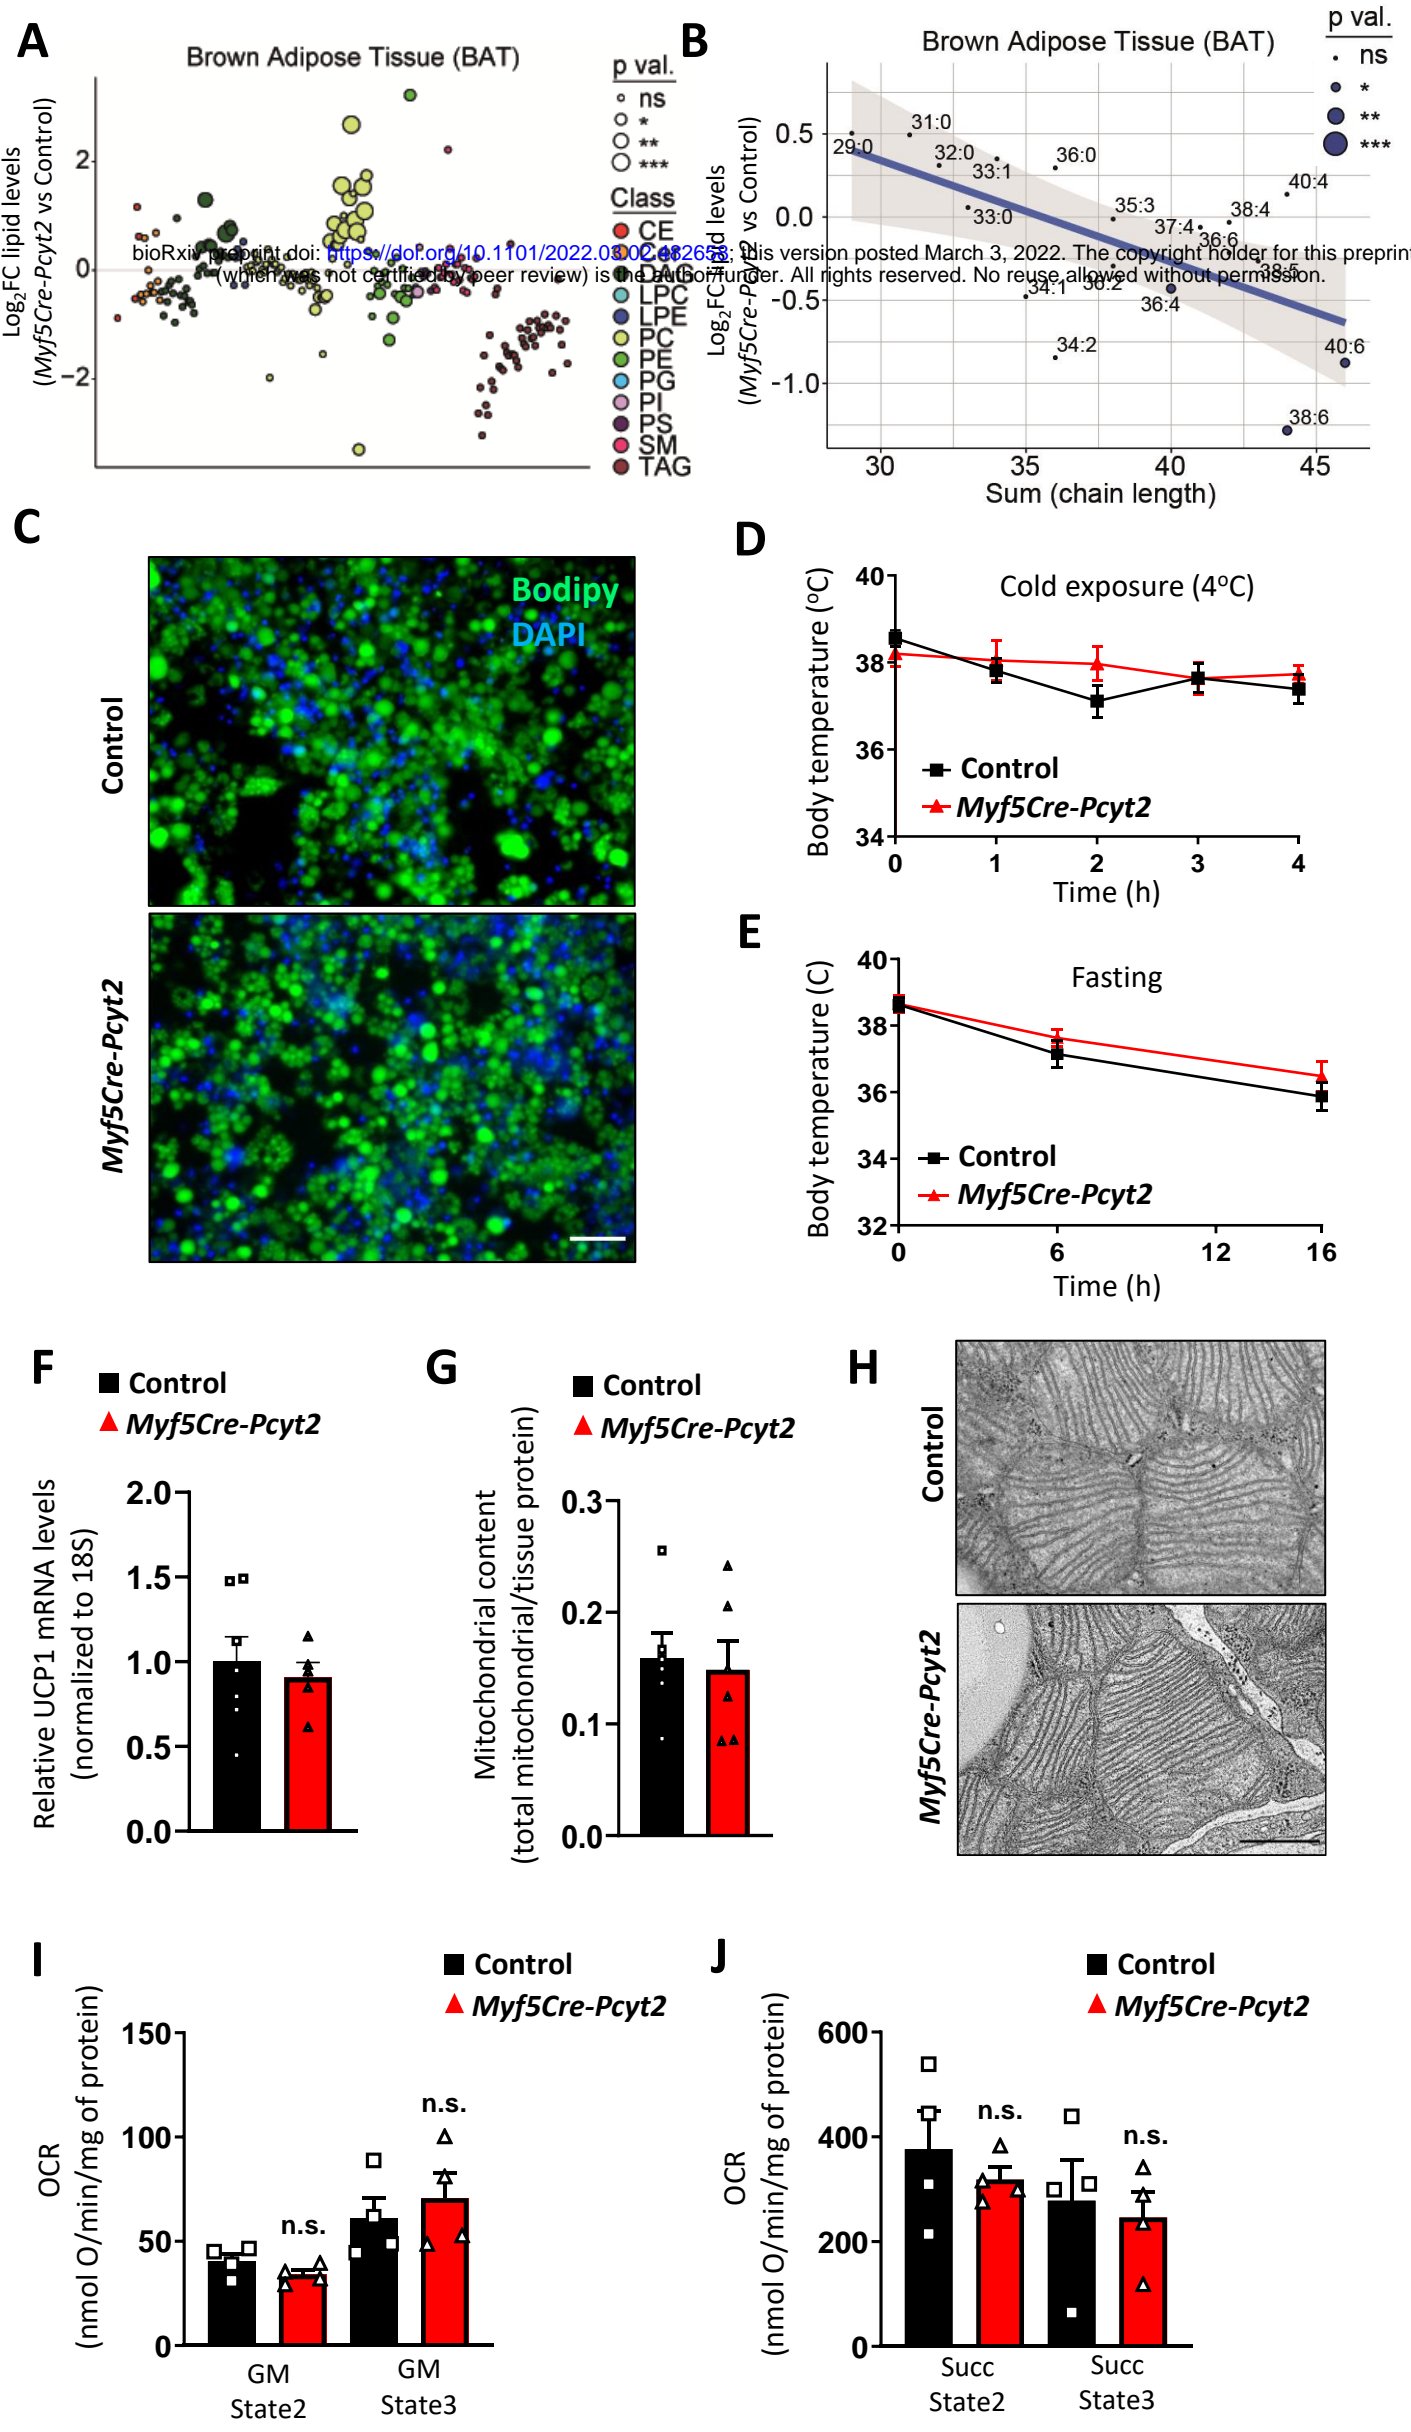 A
Brown Adipose Tissue (BAT)
Log2FC lipid levels
(Myf5Cre-Pcyt2 vs Control)
2
0
−2
p val.
ns
*
**
***
Class
CE
DAG
LPC
LPE
PC
PE
PG
PI
PS
SM
TAG
B
Brown Adipose Tissue (BAT)
Log2FC lipid levels
(Myf5Cre-Pcyt2 vs Control)
0.5
0.0
-0.5
-1.0
29:0
31:0
32:0
33:1
33:0
36:0
35:3
34:1
34:2
36:2
37:4
36:6
38:4
40:4
38:5
36:4
40:6
38:6
30
35
40
45
Sum (chain length)
p val.
ns
*
**
***
bioRxiv preprint doi: https://doi.org/10.1101/2022.03.02.482658; this version posted March 3, 2022. The copyright holder for this preprint
(which was not certified by peer review) is the author/funder. All rights reserved. No reuse allowed without permission.
C
Bodipy
DAPI
Control
Myf5Cre-Pcyt2
D
Cold exposure (4oC)
Body temperature (oC)
40
38
36
34
Control
Myf5Cre-Pcyt2
0
1
2
3
4
Time (h)
E
Fasting
Body temperature (C)
40
38
36
34
32
Control
Myf5Cre-Pcyt2
0
6
12
16
Time (h)
F
Control
Myf5Cre-Pcyt2
Relative UCP1 mRNA levels
(normalized to 18S)
2.0
1.5
1.0
0.5
0.0
G
Control
Myf5Cre-Pcyt2
Mitochondrial content
(total mitochondrial/tissue protein)
0.3
0.2
0.1
0.0
H
Control
Myf5Cre-Pcyt2
I
Control
Myf5Cre-Pcyt2
OCR
(nmol O/min/mg of protein)
150
100
50
0
n.s.
n.s.
GM
State2
GM
State3
J
Control
Myf5Cre-Pcyt2
OCR
(nmol O/min/mg of protein)
600
400
200
0
n.s.
n.s.
Succ
State2
Succ
State3